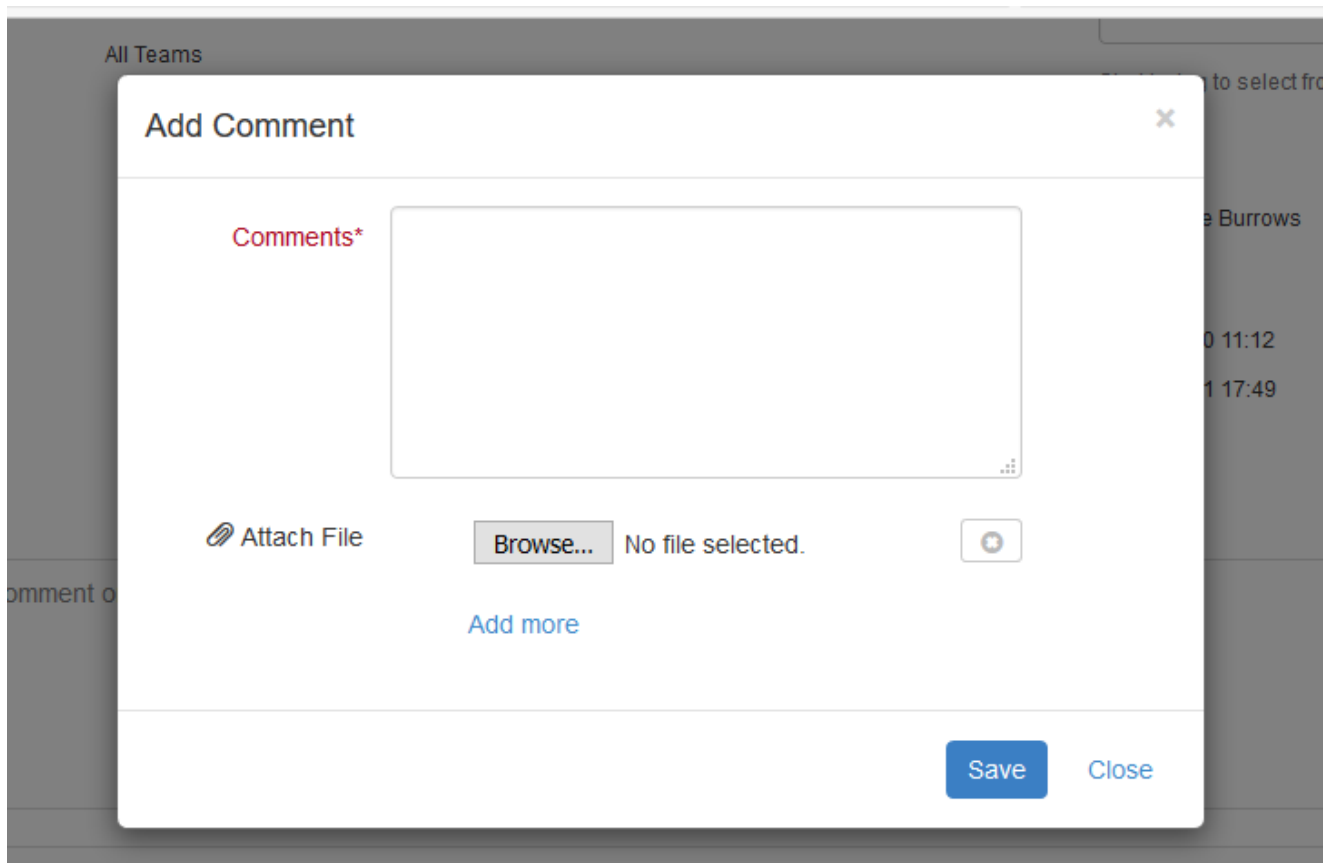 All Teams
to select fro
Add Comment
e Burrows
Comments*
0 11:12
1 17:49
Attach File
Browse... No file selected.
omment o
Add more
Save Close